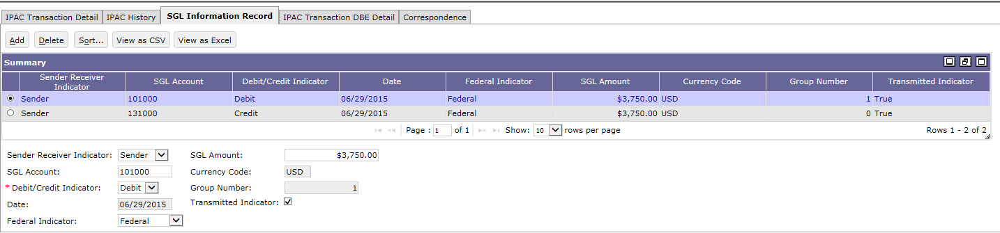 IPAC Transaction Detail IPAC History SGL Information Record IPAC Transaction DBE Detail Correspondence
Add Delete Sort... View as CSV View as Excel
Summary
Sender Receiver Indicator SGL Account Debit/Credit Indicator Date Federal Indicator SGL Amount Currency Code Group Number Transmitted Indicator
Sender 101000 Debit 06/29/2015 Federal $3,750.00 USD 1 True
Sender 131000 Credit 06/29/2015 Federal $3,750.00 USD 0 True
Page : 1 of 1 Show: 10 rows per page Rows 1 - 2 of 2
Sender Receiver Indicator: Sender SGL Amount: $3,750.00
SGL Account: 101000 Currency Code: USD
* Debit/Credit Indicator: Debit Group Number: 1
Date: 06/29/2015 Transmitted Indicator:
Federal Indicator: Federal